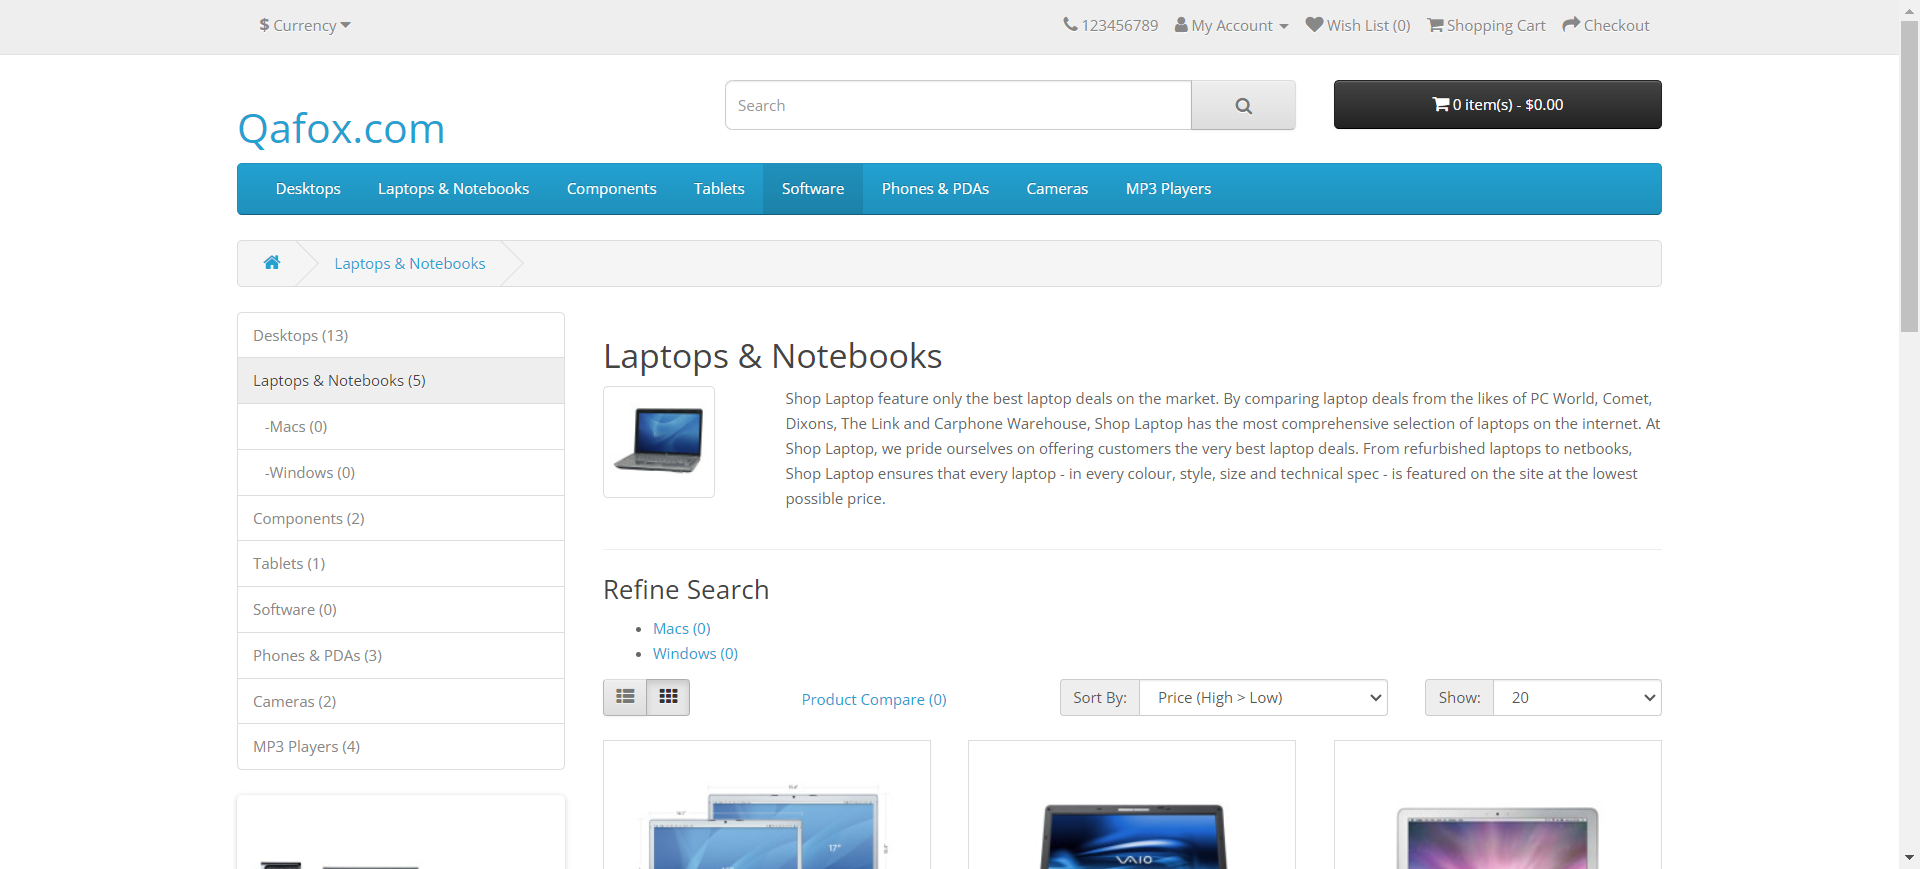 $ Currency
123456789 My Account Wish List (0) Shopping Cart Checkout
Qafox.com
Search
0 item(s) - $0.00
Desktops Laptops & Notebooks Components Tablets Software Phones & PDAs Cameras MP3 Players
Laptops & Notebooks
Desktops (13)
Laptops & Notebooks (5)
-Macs (0)
-Windows (0)
Components (2)
Tablets (1)
Software (0)
Phones & PDAs (3)
Cameras (2)
MP3 Players (4)
Laptops & Notebooks
Shop Laptop feature only the best laptop deals on the market. By comparing laptop deals from the likes of PC World, Comet,
Dixons, The Link and Carphone Warehouse, Shop Laptop has the most comprehensive selection of laptops on the internet. At
Shop Laptop, we pride ourselves on offering customers the very best laptop deals. From refurbished laptops to netbooks,
Shop Laptop ensures that every laptop - in every colour, style, size and technical spec - is featured on the site at the lowest
possible price.
Refine Search
Macs (0)
Windows (0)
Product Compare (0)
Sort By: Price (High > Low)
Show: 20
17"
VAIO